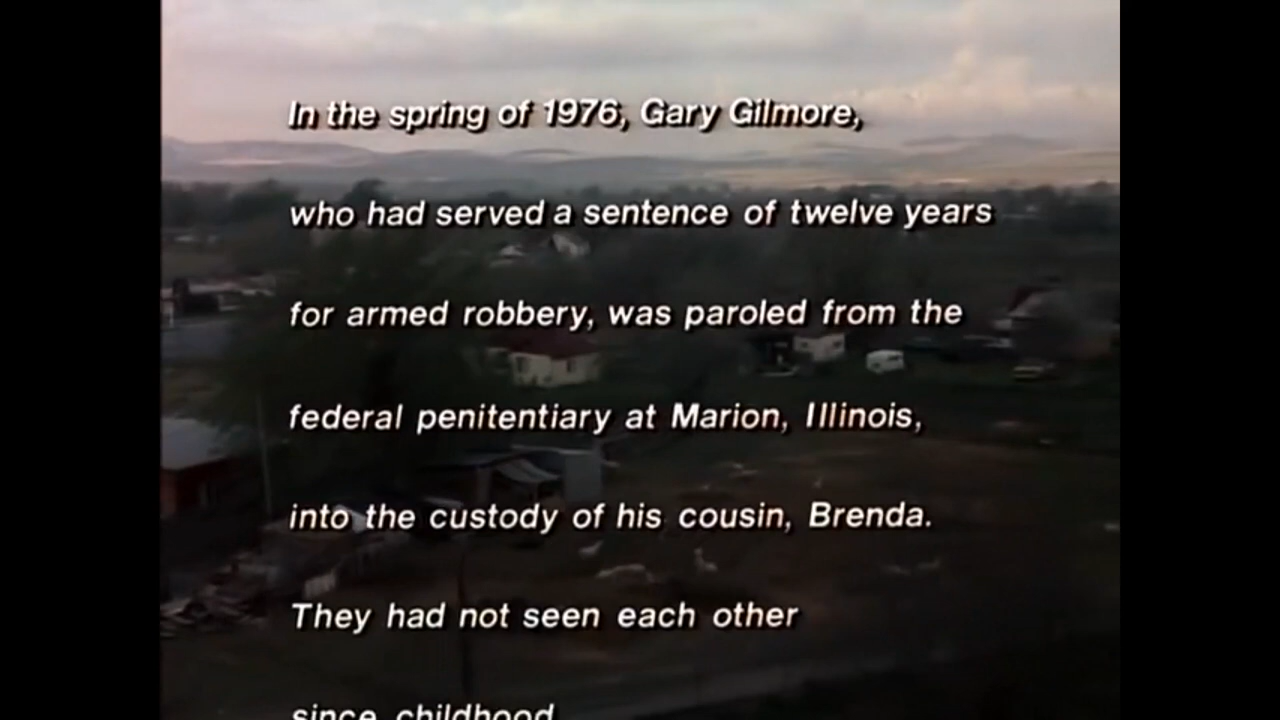 In the spring of 1976, Gary Gilmore,
who had served a sentence of twelve years
for armed robbery, was paroled from the
federal penitentiary at Marion, Illinois,
into the custody of his cousin, Brenda.
They had not seen each other
since childhood